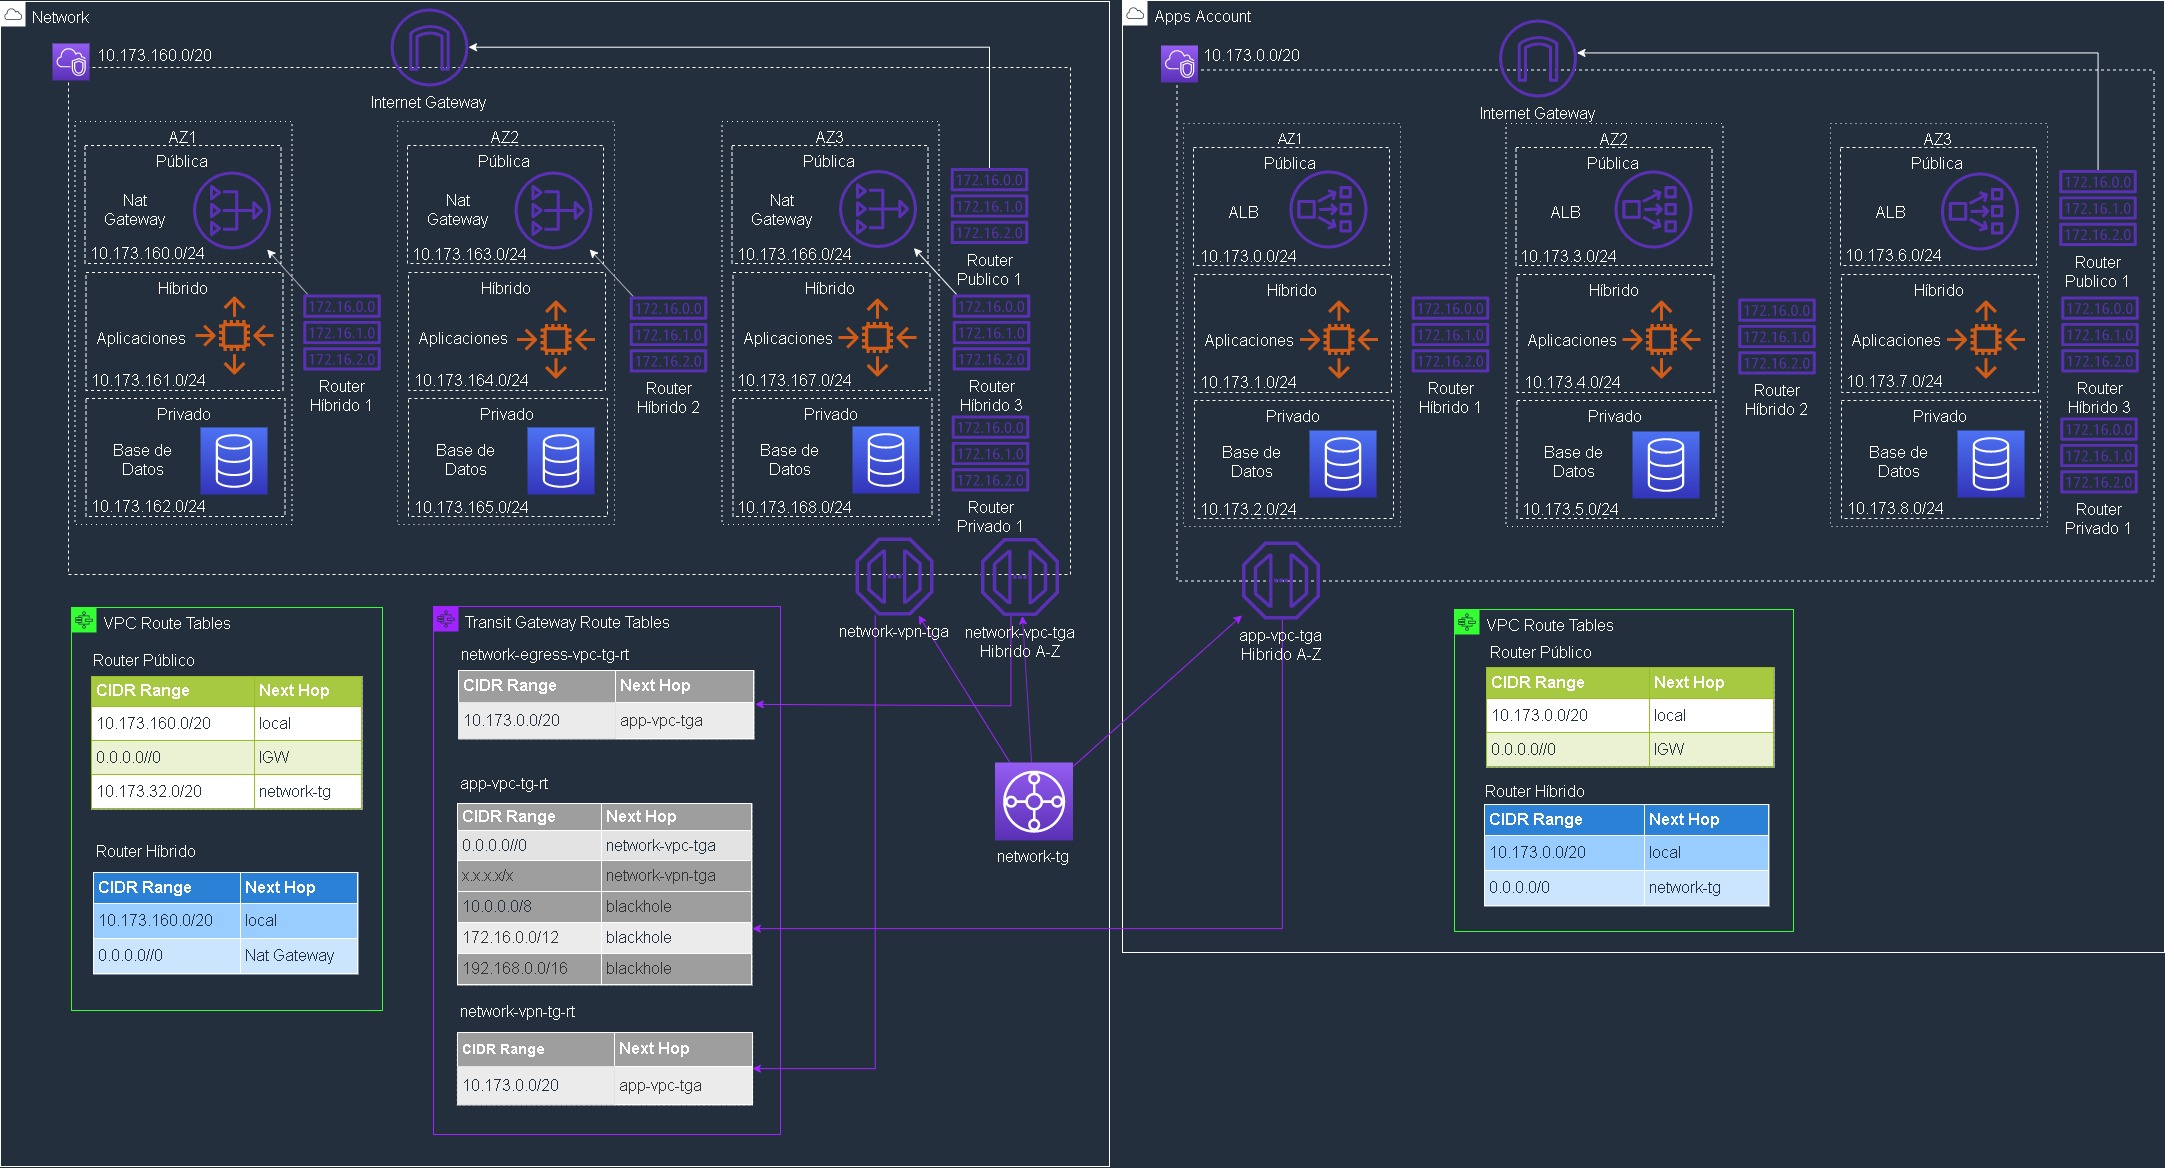 Network
10.173.160.0/20
Internet Gateway
AZ1
Pública
Nat
Gateway
10.173.160.0/24
Híbrido
Aplicaciones
10.173.161.0/24
Privado
Base de
Datos
10.173.162.0/24
172.16.0.0
172.16.1.0
172.16.2.0
Router
Híbrido 1
AZ2
Pública
Nat
Gateway
10.173.163.0/24
Híbrido
Aplicaciones
10.173.164.0/24
Privado
Base de
Datos
10.173.165.0/24
172.16.0.0
172.16.1.0
172.16.2.0
Router
Híbrido 2
AZ3
Pública
Nat
Gateway
10.173.166.0/24
Híbrido
Aplicaciones
10.173.167.0/24
Privado
Base de
Datos
10.173.168.0/24
172.16.0.0
172.16.1.0
172.16.2.0
Router
Publico 1
172.16.0.0
172.16.1.0
172.16.2.0
Router
Híbrido 3
172.16.0.0
172.16.1.0
172.16.2.0
Router
Privado 1
network-vpn-tga
network-vpc-tga
Hibrido A-Z
network-tg
VPC Route Tables
Router Público
CIDR Range Next Hop
10.173.160.0/20 local
0.0.0.0//0 IGW
10.173.32.0/20 network-tg
Router Híbrido
CIDR Range Next Hop
10.173.160.0/20 local
0.0.0.0//0 Nat Gateway
Transit Gateway Route Tables
network-egress-vpc-tg-rt
CIDR Range Next Hop
10.173.0.0/20 app-vpc-tga
app-vpc-tg-rt
CIDR Range Next Hop
0.0.0.0//0 network-vpc-tga
x.x.x.x/x network-vpn-tga
10.0.0.0/8 blackhole
172.16.0.0/12 blackhole
192.168.0.0/16 blackhole
network-vpn-tg-rt
CIDR Range Next Hop
10.173.0.0/20 app-vpc-tga
Apps Account
10.173.0.0/20
Internet Gateway
AZ1
Pública
ALB
10.173.0.0/24
Híbrido
Aplicaciones
10.173.1.0/24
Privado
Base de
Datos
10.173.2.0/24
172.16.0.0
172.16.1.0
172.16.2.0
Router
Híbrido 1
AZ2
Pública
ALB
10.173.3.0/24
Híbrido
Aplicaciones
10.173.4.0/24
Privado
Base de
Datos
10.173.5.0/24
172.16.0.0
172.16.1.0
172.16.2.0
Router
Híbrido 2
AZ3
Pública
ALB
10.173.6.0/24
Híbrido
Aplicaciones
10.173.7.0/24
Privado
Base de
Datos
10.173.8.0/24
172.16.0.0
172.16.1.0
172.16.2.0
Router
Publico 1
172.16.0.0
172.16.1.0
172.16.2.0
Router
Híbrido 3
172.16.0.0
172.16.1.0
172.16.2.0
Router
Privado 1
app-vpc-tga
Hibrido A-Z
VPC Route Tables
Router Público
CIDR Range Next Hop
10.173.0.0/20 local
0.0.0.0//0 IGW
Router Híbrido
CIDR Range Next Hop
10.173.0.0/20 local
0.0.0.0/0 network-tg